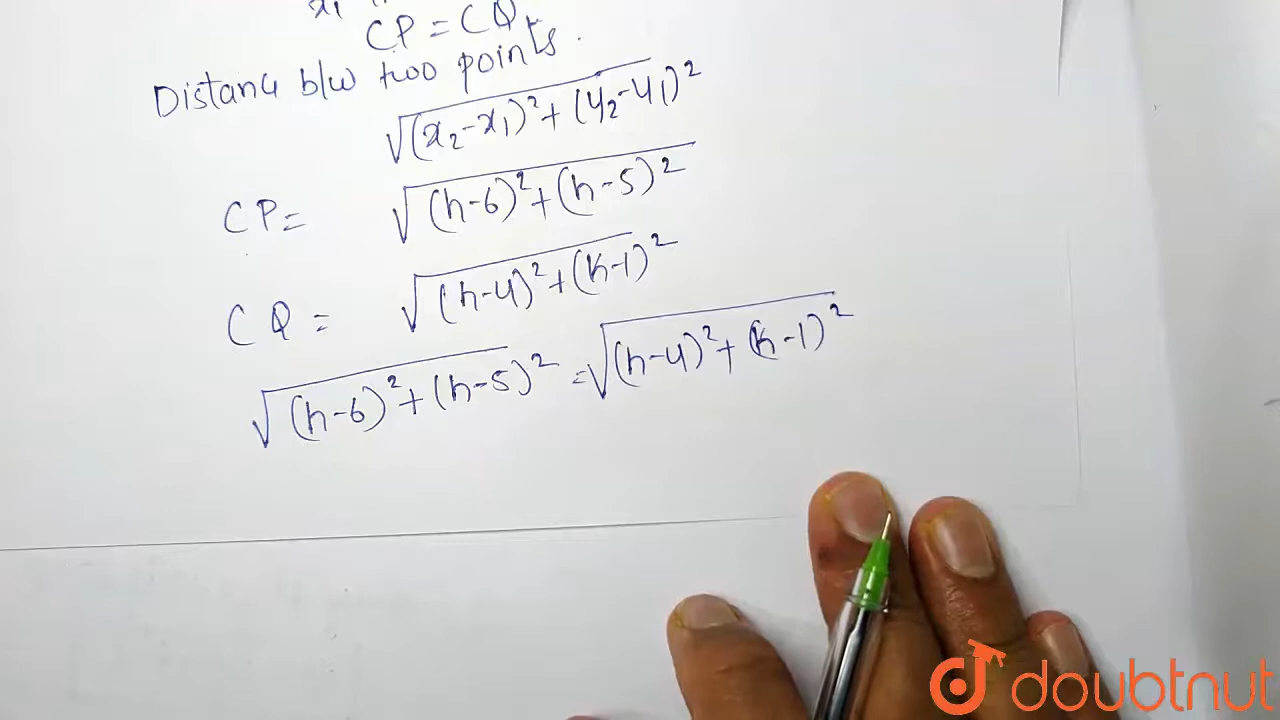 x₁
CP = CQ
Distance b/w two points.
√((x₂-x₁)²+(y₂-y₁)²)
CP = √((h-6)²+(h-5)²)
CQ = √((h-4)²+(k-1)²)
√((h-6)²+(h-5)²) = √((h-4)²+(k-1)²)
doubtnut